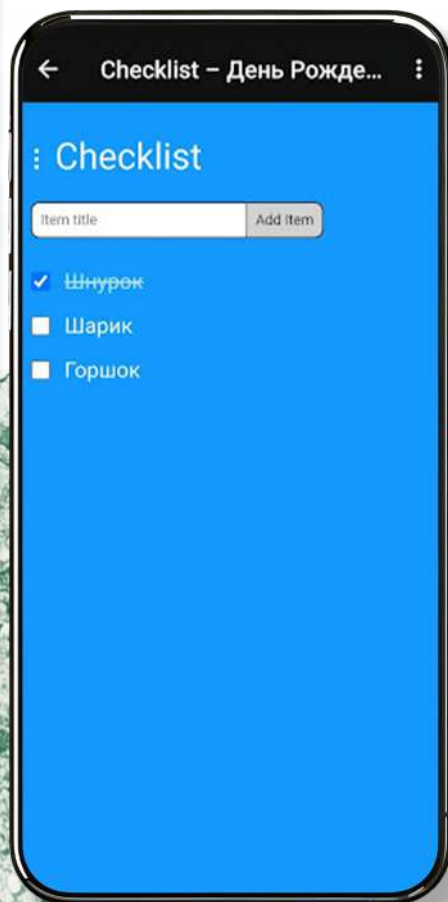 Checklist – День Рожде...
Checklist
Item title
Add Item
Шнурок
Шарик
Горшок